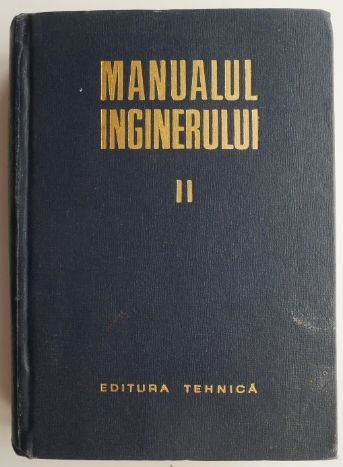 MANUALUL
INGINERULUI
II
EDITURA TEHNICĂ